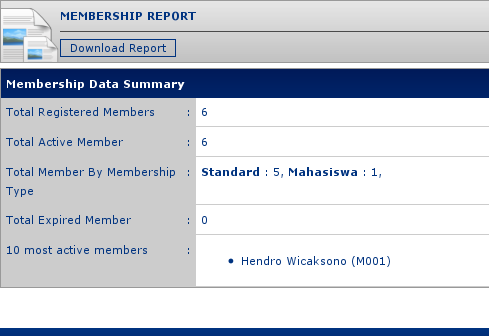 MEMBERSHIP REPORT
Download Report
Membership Data Summary
Total Registered Members : 6
Total Active Member : 6
Total Member By Membership Type : Standard : 5, Mahasiswa : 1,
Total Expired Member : 0
10 most active members :
• Hendro Wicaksono (M001)